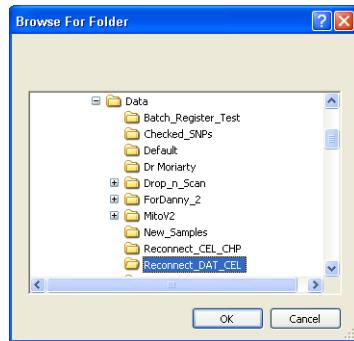 Browse For Folder
Data
Batch_Register_Test
Checked_SNPs
Default
Dr Moriarty
Drop_n_Scan
ForDanny_2
MitoV2
New_Samples
Reconnect_CEL_CHP
Reconnect_DAT_CEL
OK
Cancel